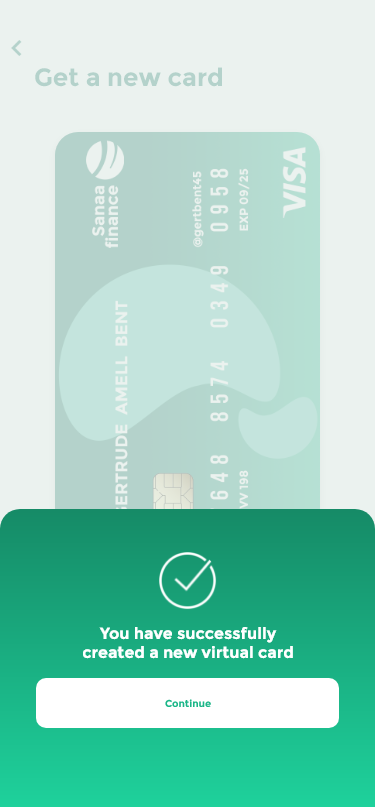 Get a new card
Sanaa
finance
VISA
@gertbent45
648 8574 0349 0958
EXP 09/25
VV 198
GERTRUDE AMELL BENT
You have successfully
created a new virtual card
Continue